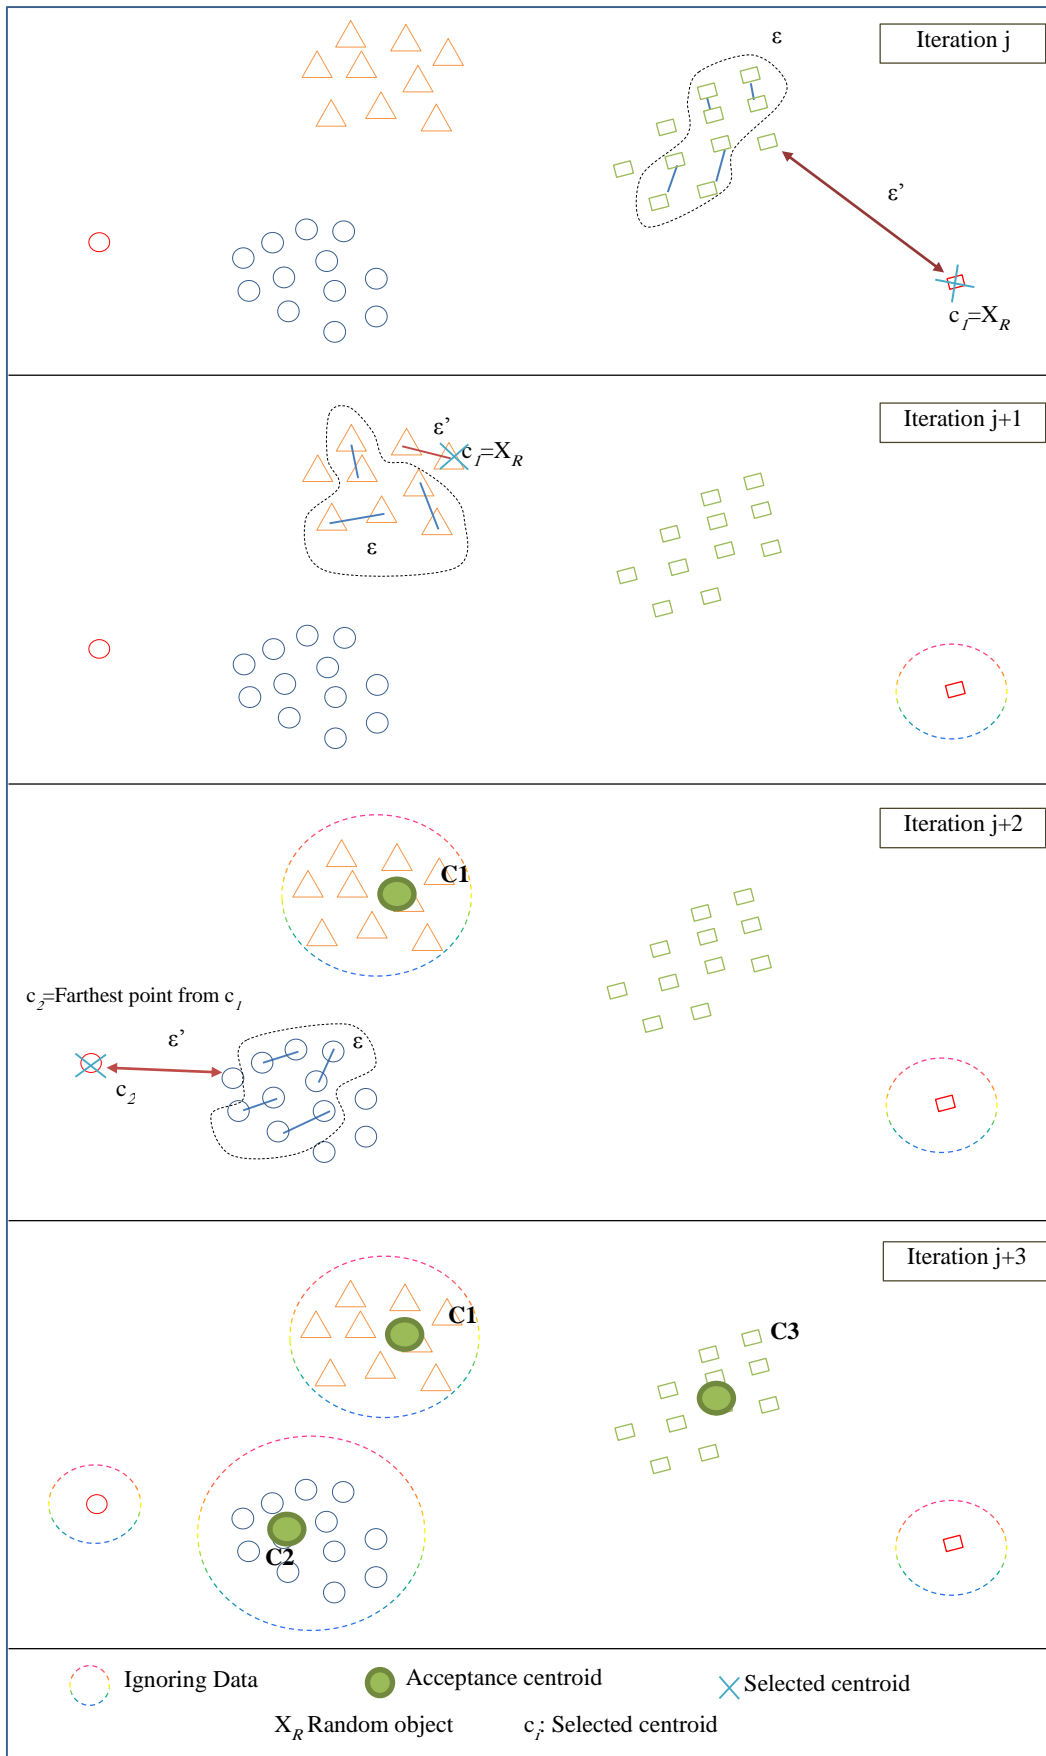 Iteration j
ε
ε’
c1=XR
Iteration j+1
ε’
c1=XR
ε
Iteration j+2
C1
c2=Farthest point from c1
ε’
ε
c2
Iteration j+3
C1
C3
C2
Ignoring Data
Acceptance centroid
Selected centroid
XR Random object
ci: Selected centroid